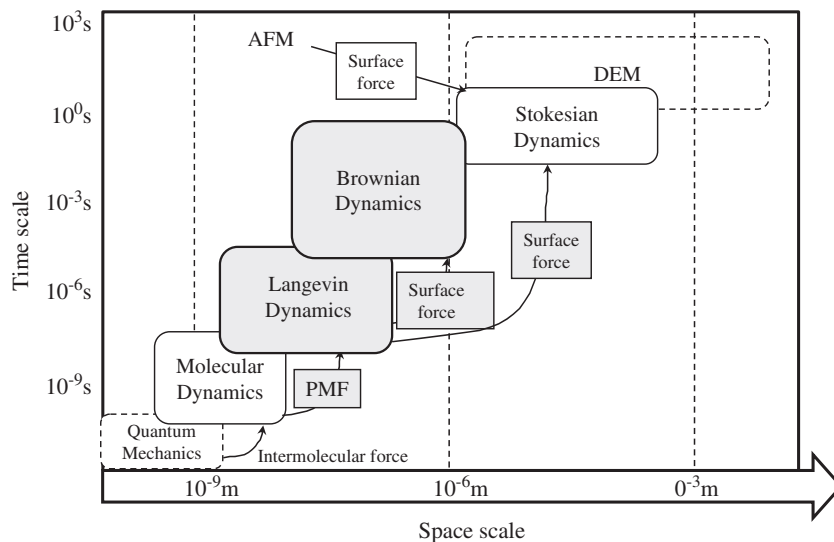 10³s
AFM
Surface
force
DEM
10⁰s
Stokesian
Dynamics
Brownian
Dynamics
10⁻³s
Time scale
Surface
force
Langevin
Dynamics
Surface
force
10⁻⁶s
Molecular
Dynamics
PMF
10⁻⁹s
Quantum
Mechanics
Intermolecular force
10⁻⁹m
10⁻⁶m
0⁻³m
Space scale